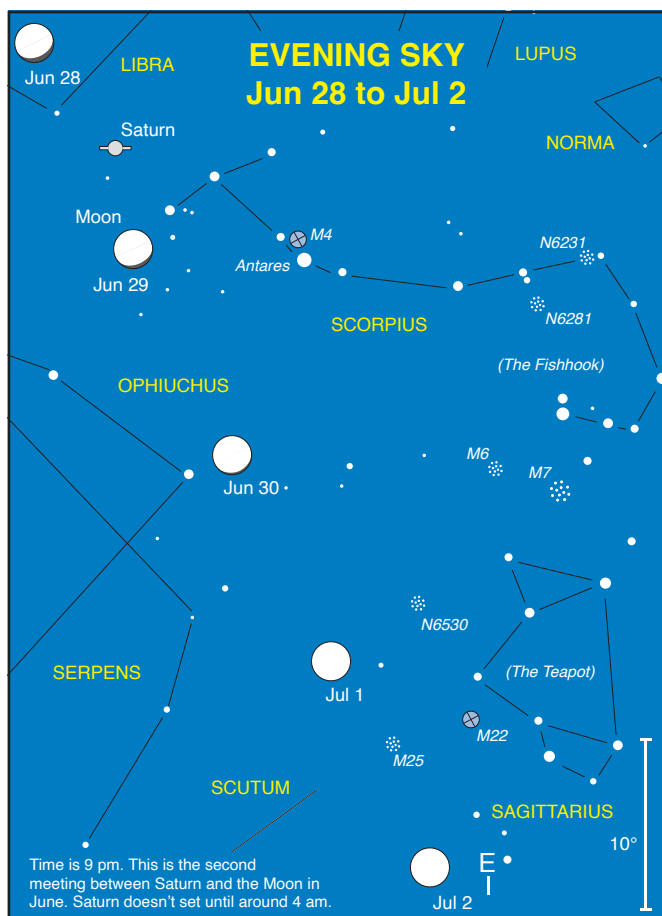 EVENING SKY
Jun 28 to Jul 2
LUPUS
LIBRA
Jun 28
Saturn
NORMA
Moon
M4
N6231
Antares
Jun 29
N6281
SCORPIUS
(The Fishhook)
OPHIUCHUS
M6
M7
Jun 30
N6530
SERPENS
(The Teapot)
Jul 1
M22
M25
SCUTUM
SAGITTARIUS
10°
Time is 9 pm. This is the second
meeting between Saturn and the Moon in
June. Saturn doesn't set until around 4 am.
E
Jul 2